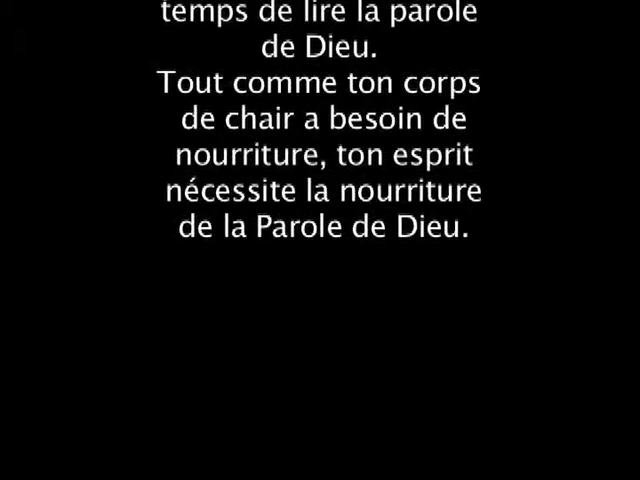 temps de lire la parole
de Dieu.
Tout comme ton corps
de chair a besoin de
nourriture, ton esprit
nécessite la nourriture
de la Parole de Dieu.